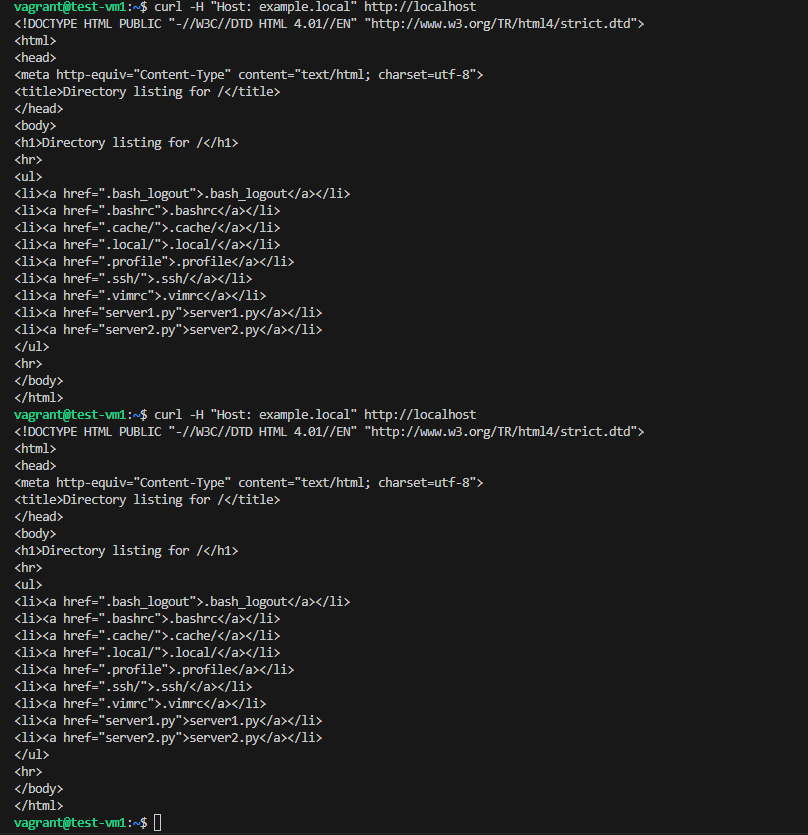 vagrant@test-vm1:~$ curl -H "Host: example.local" http://localhost
<!DOCTYPE HTML PUBLIC "-//W3C//DTD HTML 4.01//EN" "http://www.w3.org/TR/html4/strict.dtd">
<html>
<head>
<meta http-equiv="Content-Type" content="text/html; charset=utf-8">
<title>Directory listing for /</title>
</head>
<body>
<h1>Directory listing for /</h1>
<hr>
<ul>
<li><a href=".bash_logout">.bash_logout</a></li>
<li><a href=".bashrc">.bashrc</a></li>
<li><a href=".cache/">.cache/</a></li>
<li><a href=".local/">.local/</a></li>
<li><a href=".profile">.profile</a></li>
<li><a href=".ssh/">.ssh/</a></li>
<li><a href=".vimrc">.vimrc</a></li>
<li><a href="server1.py">server1.py</a></li>
<li><a href="server2.py">server2.py</a></li>
</ul>
<hr>
</body>
</html>
vagrant@test-vm1:~$ curl -H "Host: example.local" http://localhost
<!DOCTYPE HTML PUBLIC "-//W3C//DTD HTML 4.01//EN" "http://www.w3.org/TR/html4/strict.dtd">
<html>
<head>
<meta http-equiv="Content-Type" content="text/html; charset=utf-8">
<title>Directory listing for /</title>
</head>
<body>
<h1>Directory listing for /</h1>
<hr>
<ul>
<li><a href=".bash_logout">.bash_logout</a></li>
<li><a href=".bashrc">.bashrc</a></li>
<li><a href=".cache/">.cache/</a></li>
<li><a href=".local/">.local/</a></li>
<li><a href=".profile">.profile</a></li>
<li><a href=".ssh/">.ssh/</a></li>
<li><a href=".vimrc">.vimrc</a></li>
<li><a href="server1.py">server1.py</a></li>
<li><a href="server2.py">server2.py</a></li>
</ul>
<hr>
</body>
</html>
vagrant@test-vm1:~$